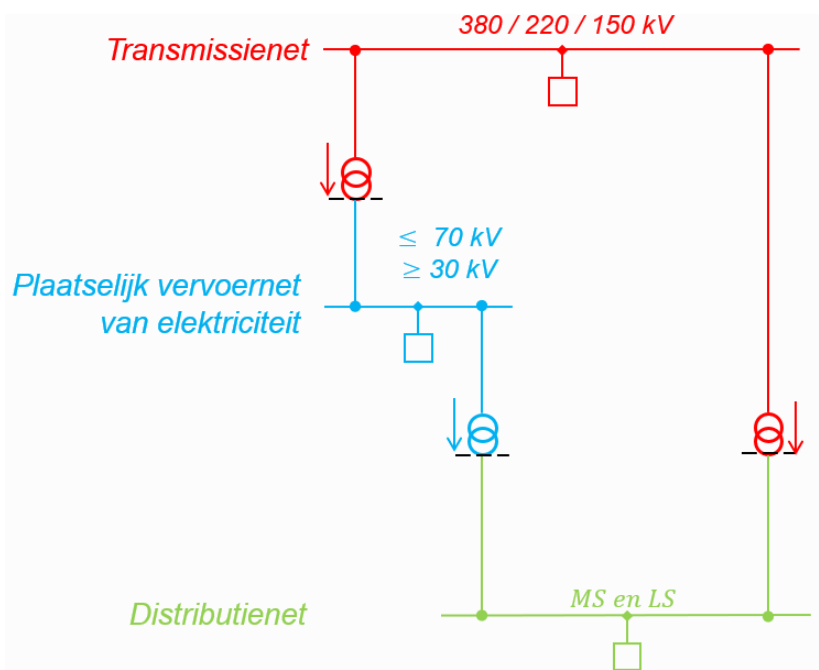 380 / 220 / 150 kV
Transmissienet
≤ 70 kV
≥ 30 kV
Plaatselijk vervoernet
van elektriciteit
MS en LS
Distributienet